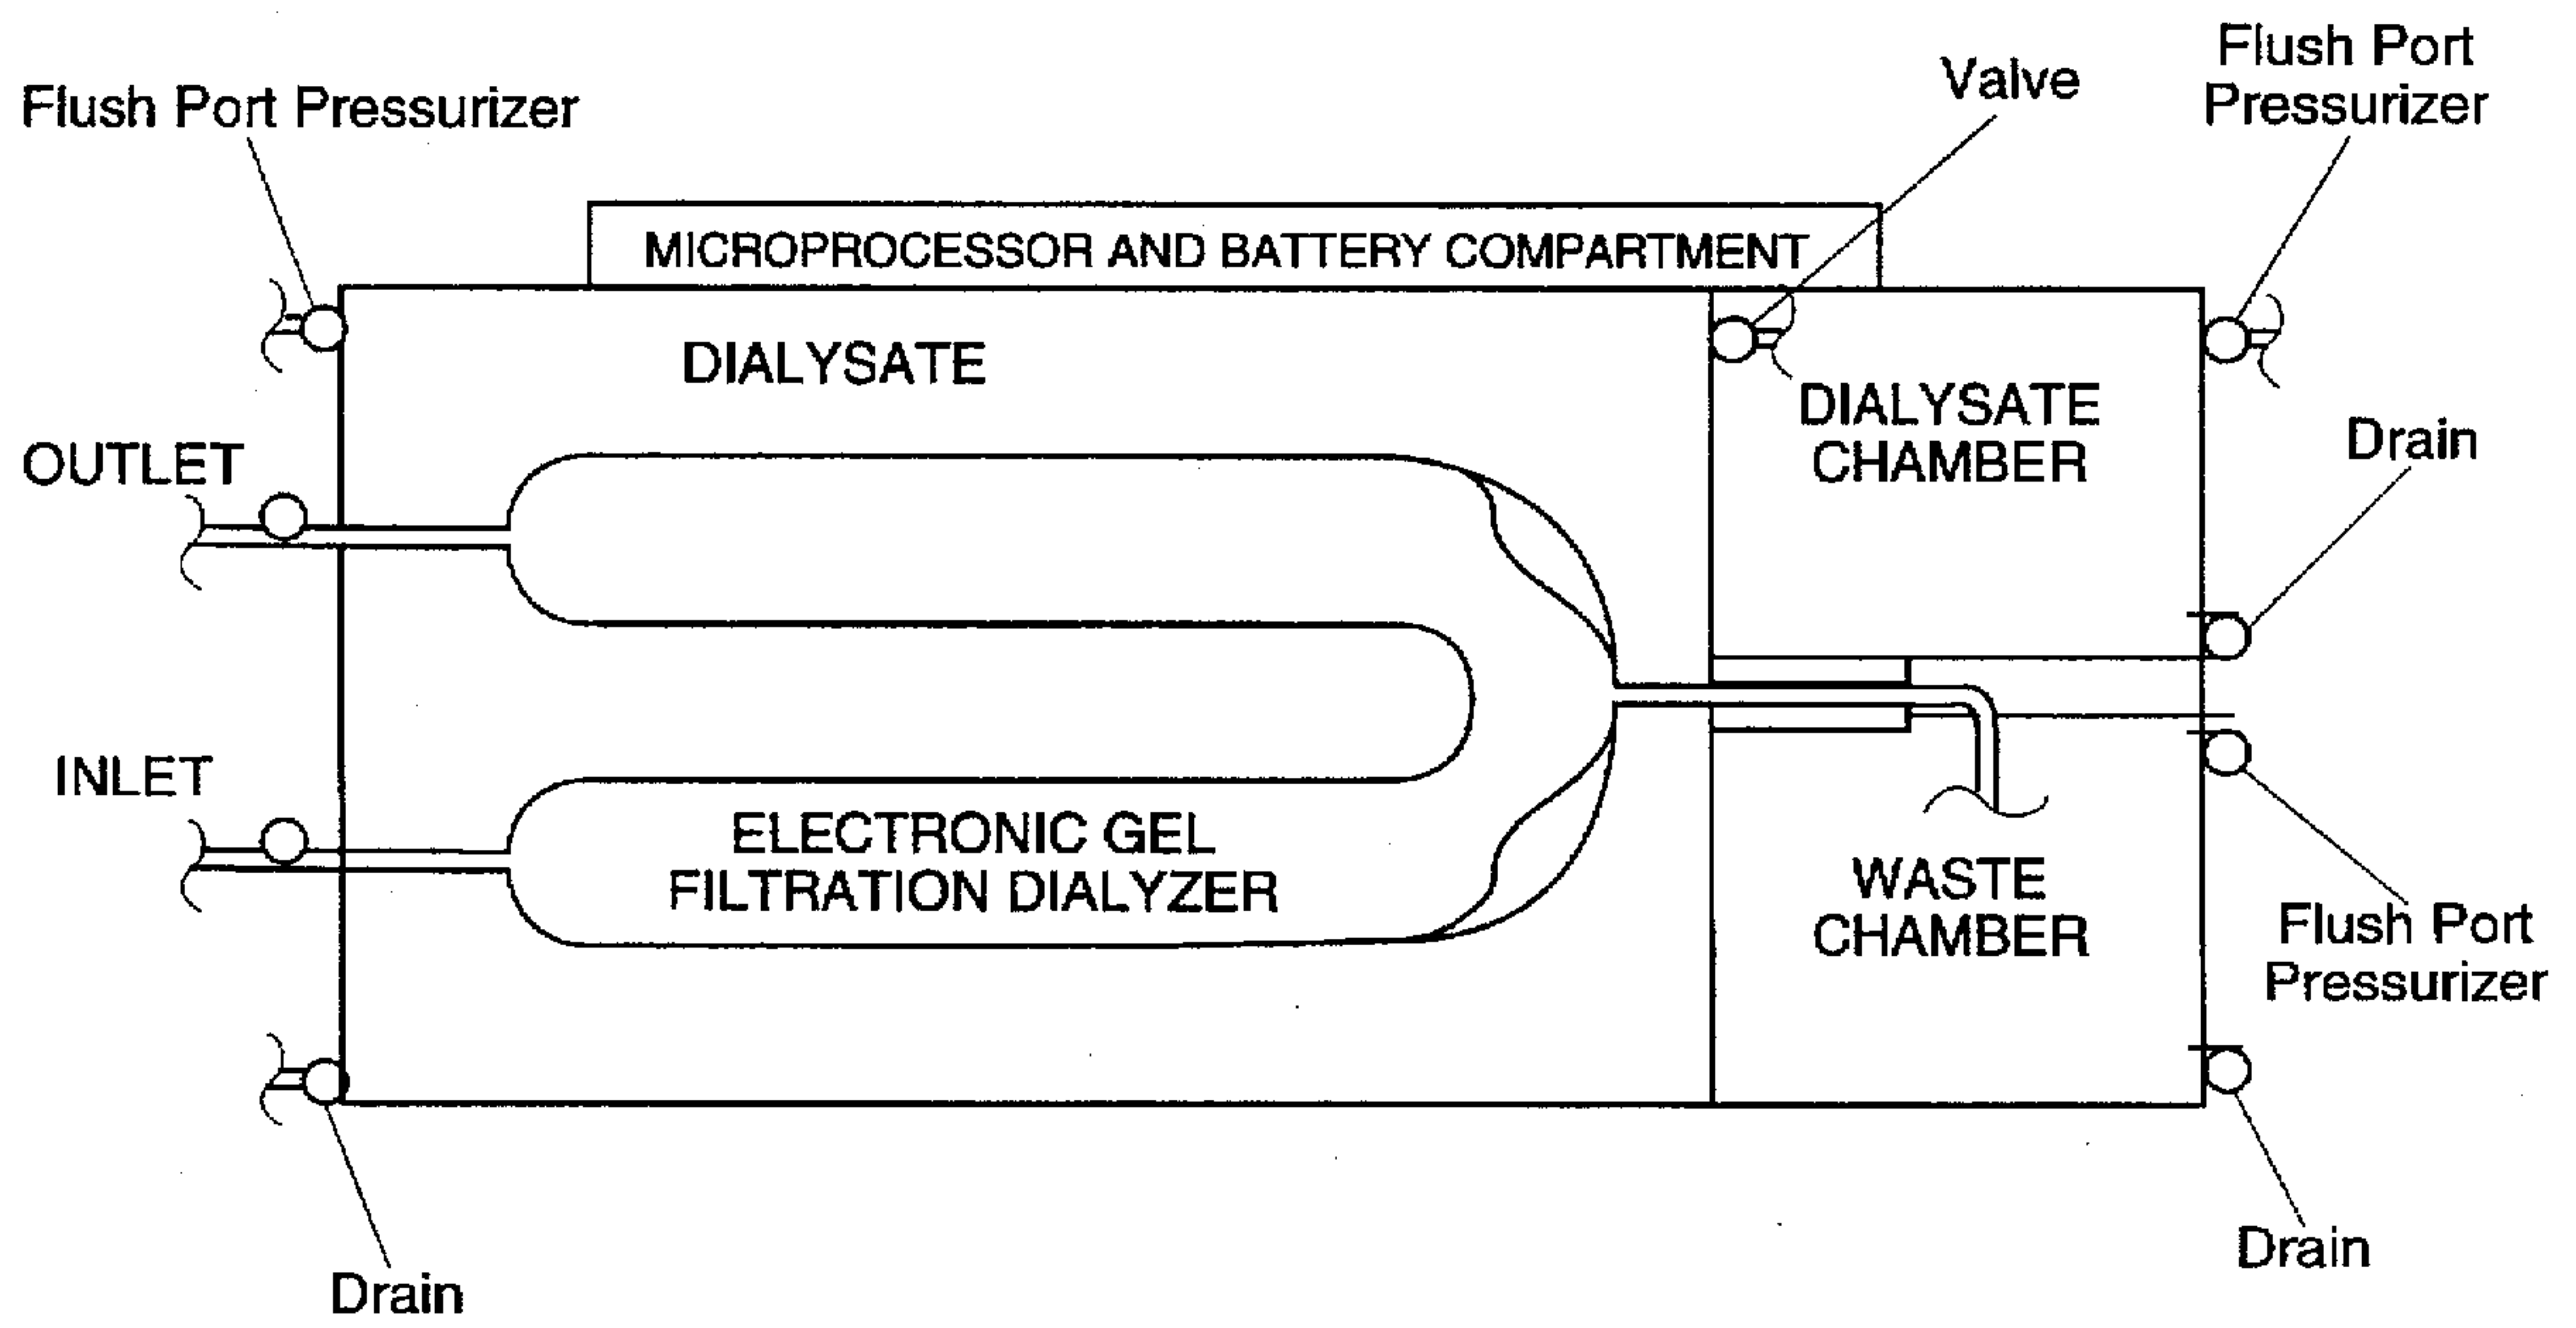 Flush Port Pressurizer
Valve
Flush Port
Pressurizer
MICROPROCESSOR AND BATTERY COMPARTMENT
DIALYSATE
DIALYSATE
CHAMBER
Drain
OUTLET
INLET
ELECTRONIC GEL
FILTRATION DIALYZER
WASTE
CHAMBER
Flush Port
Pressurizer
Drain
Drain